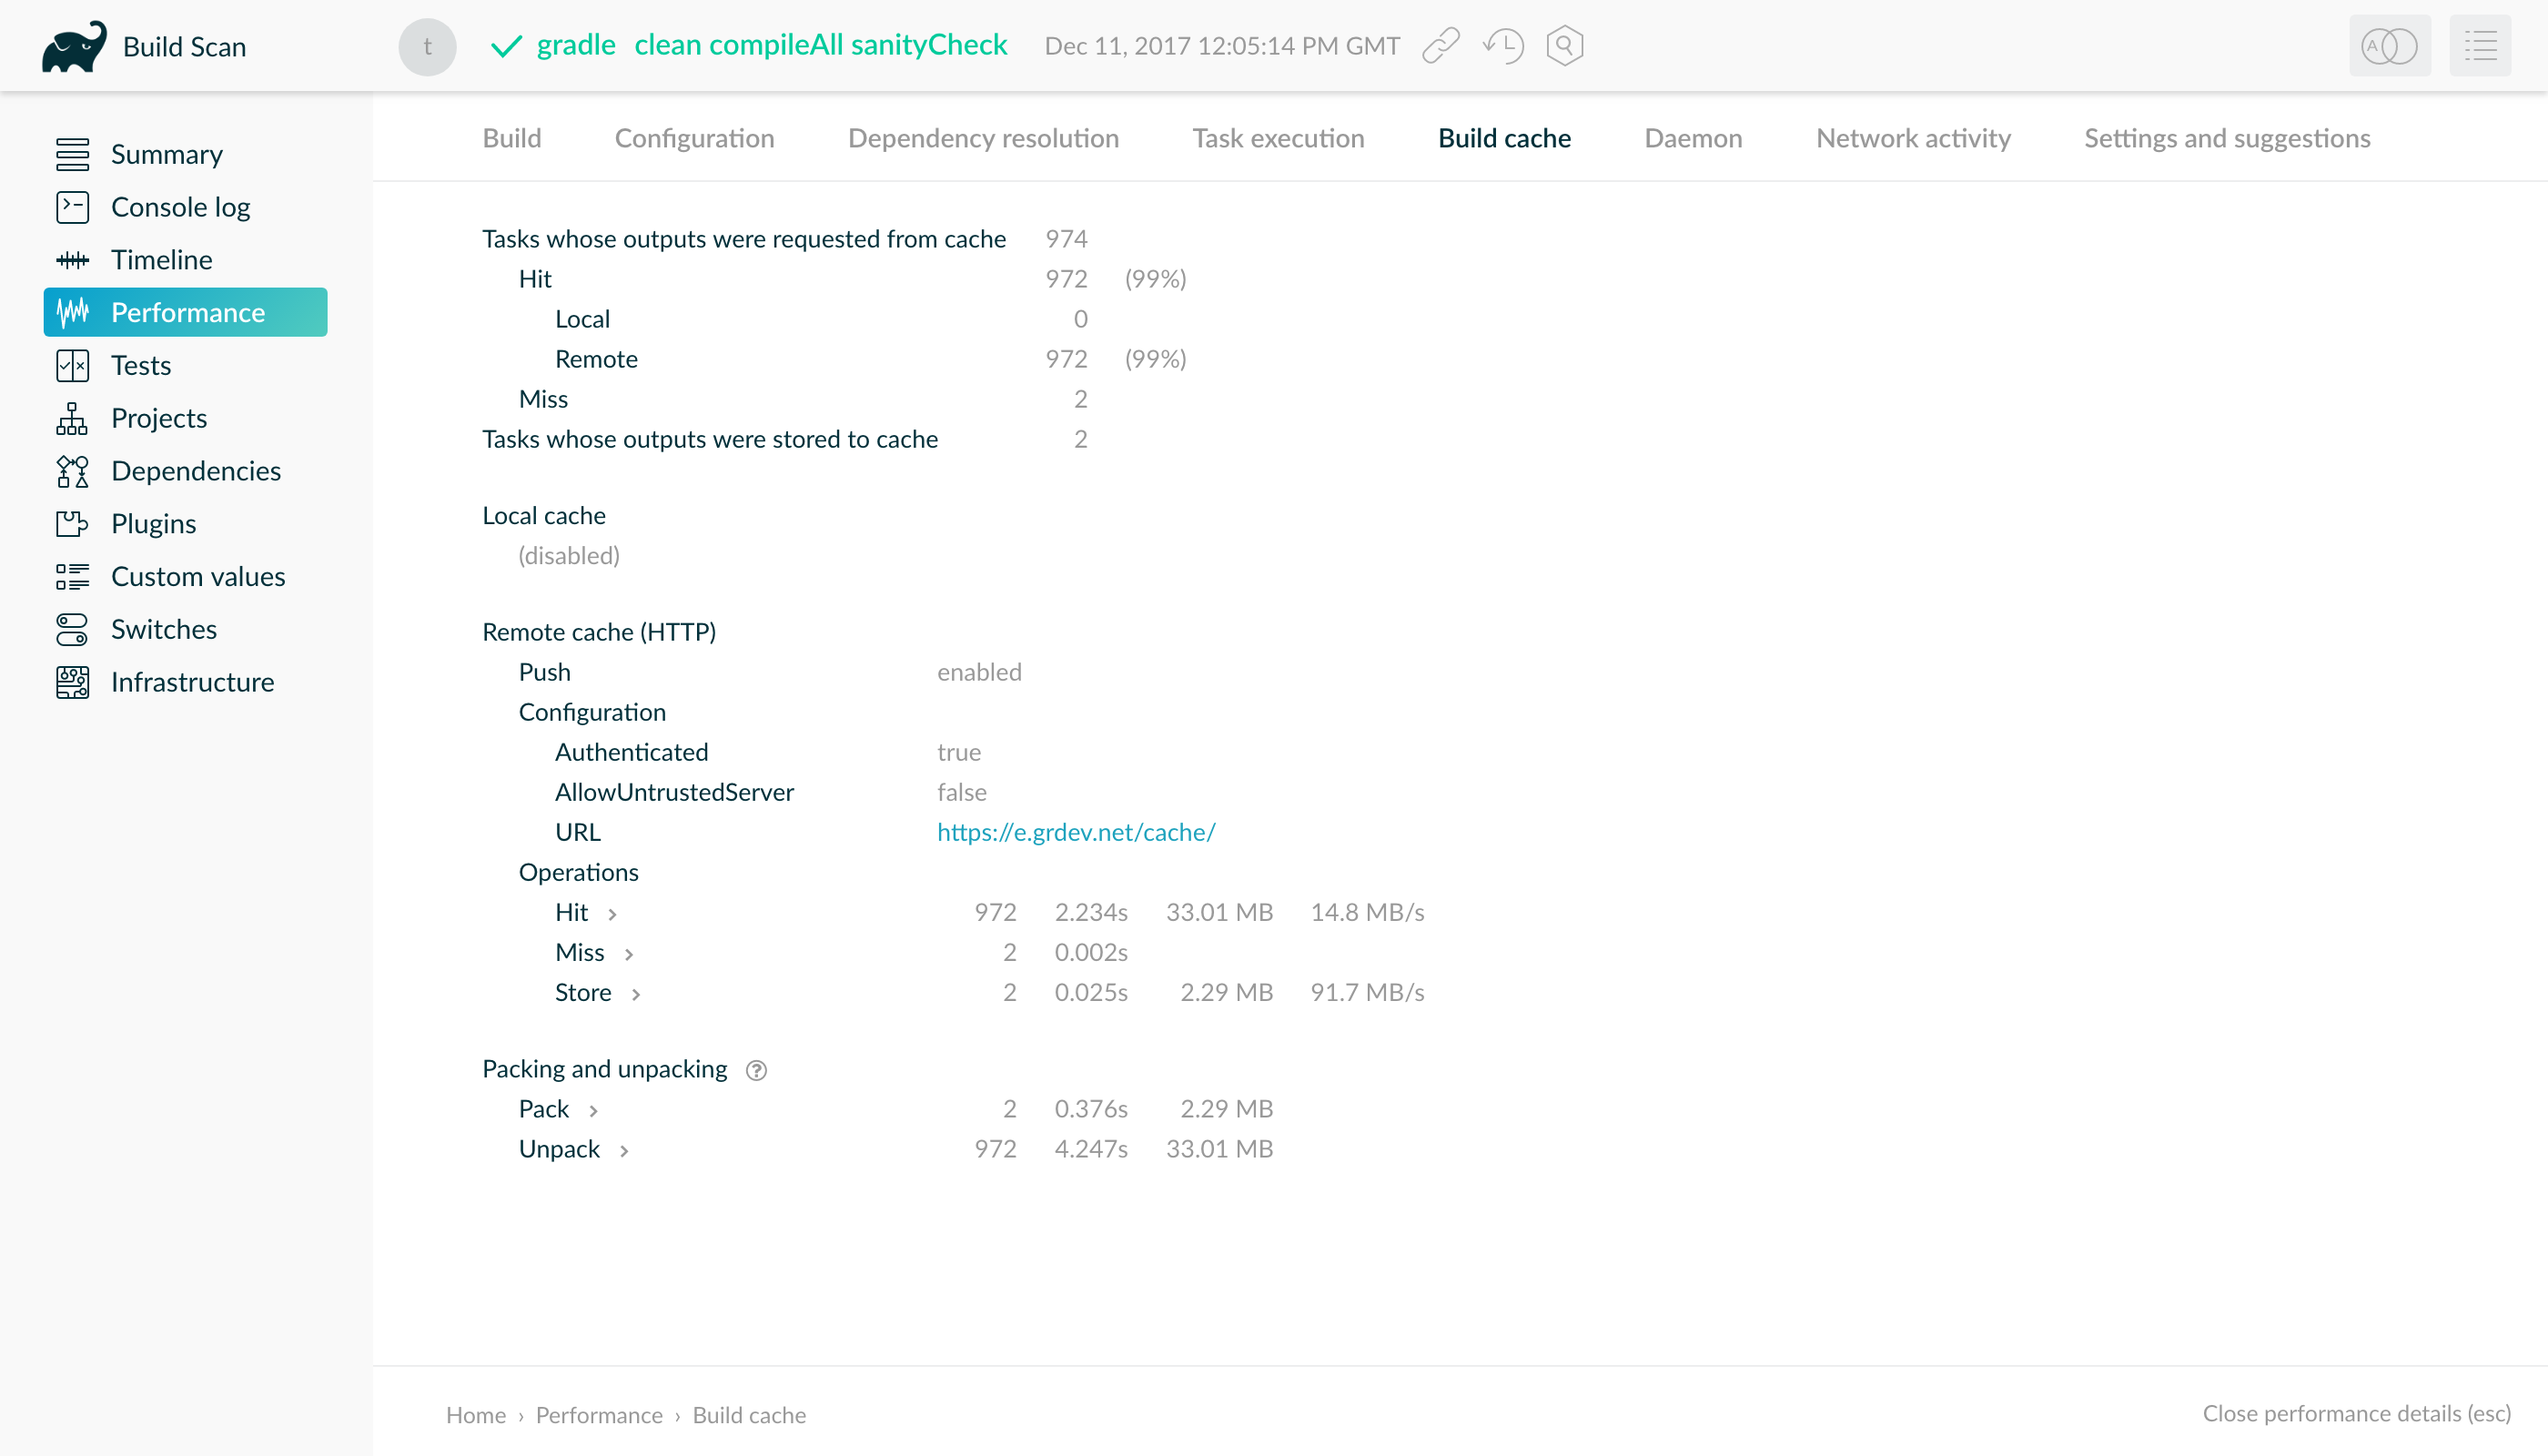 Build Scan
t gradle clean compileAll sanityCheck Dec 11, 2017 12:05:14 PM GMT
A
Summary
Console log
Timeline
Performance
Tests
Projects
Dependencies
Plugins
Custom values
Switches
Infrastructure
Build Configuration Dependency resolution Task execution Build cache Daemon Network activity Settings and suggestions
Tasks whose outputs were requested from cache 974
Hit 972 (99%)
Local 0
Remote 972 (99%)
Miss 2
Tasks whose outputs were stored to cache 2
Local cache
(disabled)
Remote cache (HTTP)
Push enabled
Configuration
Authenticated true
AllowUntrustedServer false
URL https://e.grdev.net/cache/
Operations
Hit › 972 2.234s 33.01 MB 14.8 MB/s
Miss › 2 0.002s
Store › 2 0.025s 2.29 MB 91.7 MB/s
Packing and unpacking ?
Pack › 2 0.376s 2.29 MB
Unpack › 972 4.247s 33.01 MB
Home › Performance › Build cache
Close performance details (esc)